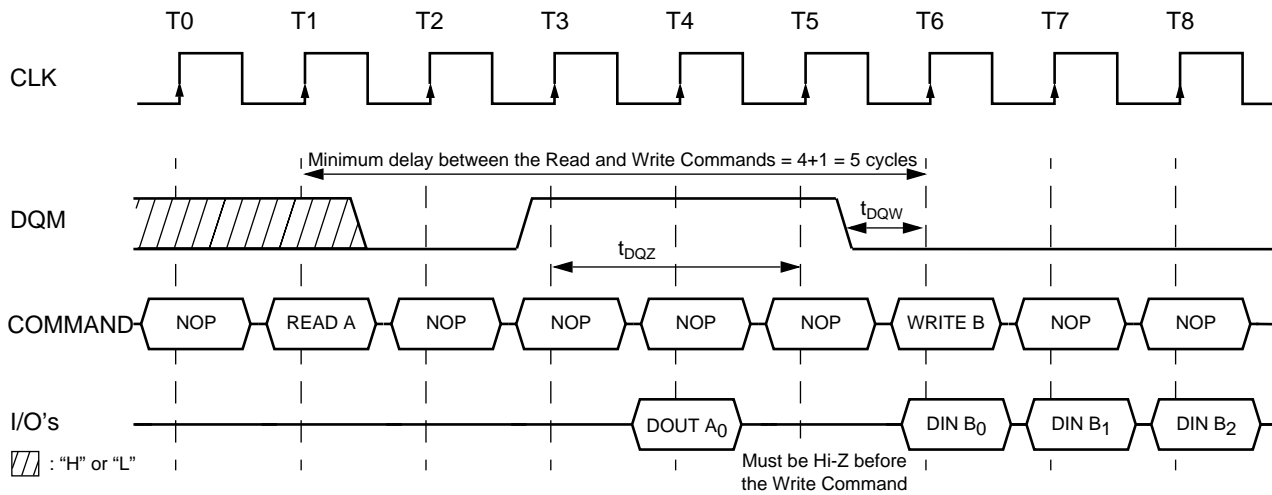 T0 T1 T2 T3 T4 T5 T6 T7 T8
CLK
Minimum delay between the Read and Write Commands = 4+1 = 5 cycles
DQM
tDQW
tDQZ
COMMAND NOP READ A NOP NOP NOP NOP WRITE B NOP NOP
I/O's DOUT A0 DIN B0 DIN B1 DIN B2
: “H” or “L”
Must be Hi-Z before
the Write Command